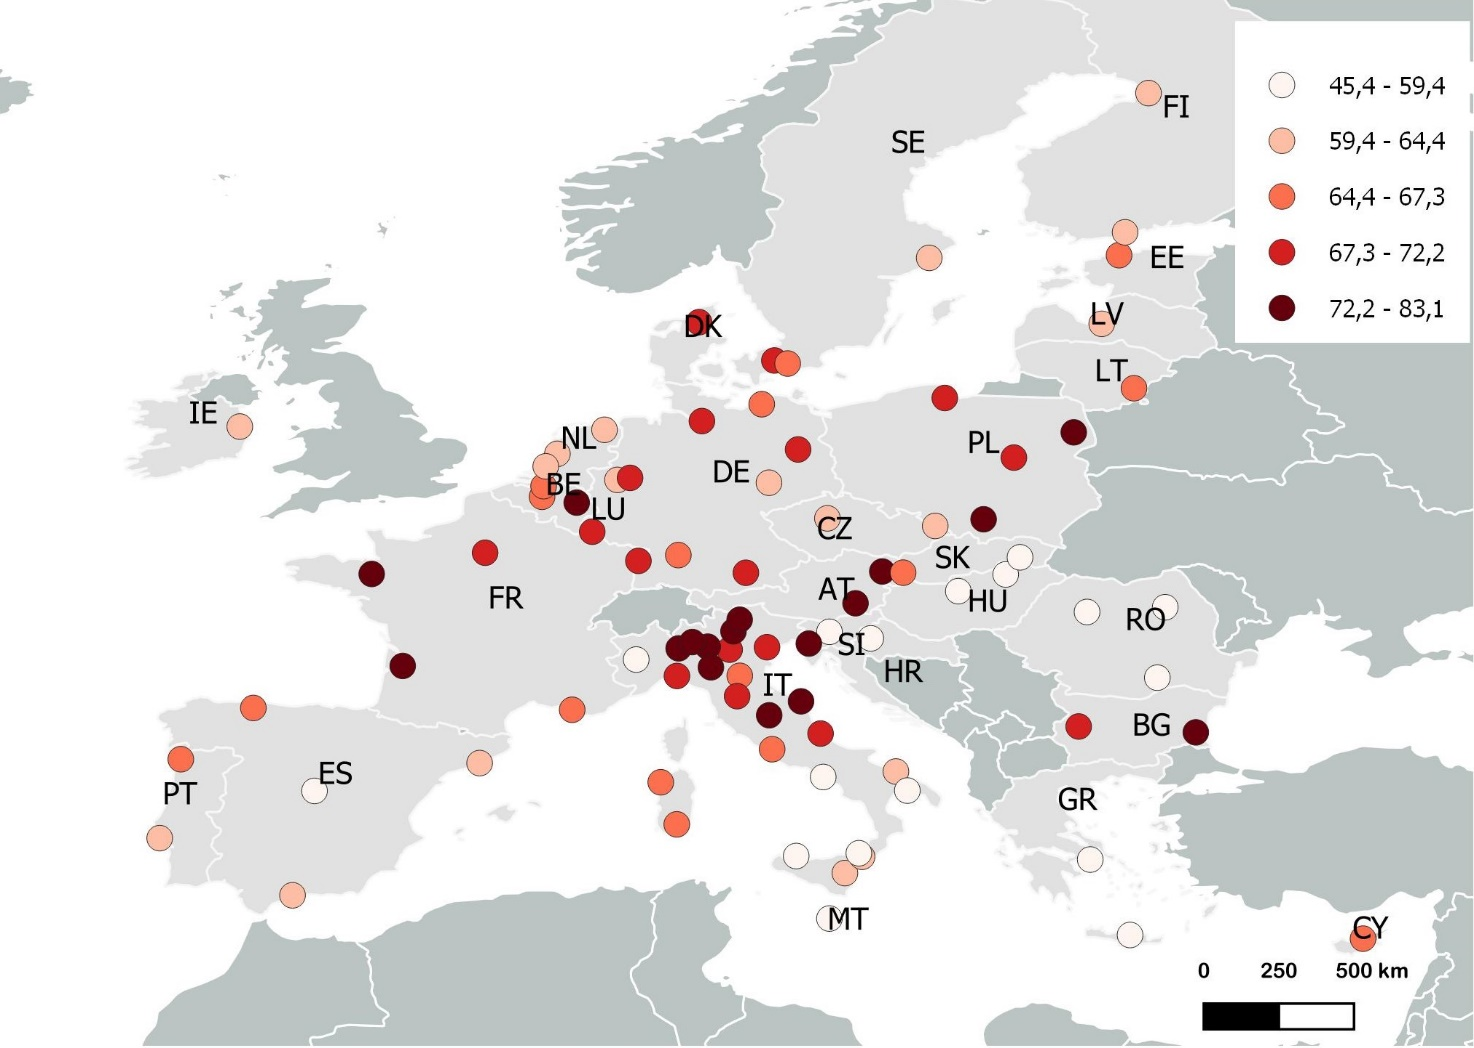 45,4 - 59,4
59,4 - 64,4
64,4 - 67,3
67,3 - 72,2
72,2 - 83,1
FI
SE
EE
LV
DK
LT
IE
NL
PL
DE
BE
LU
CZ
SK
AT
HU
FR
RO
SI
HR
IT
BG
ES
PT
GR
MT
CY
0 250 500 km